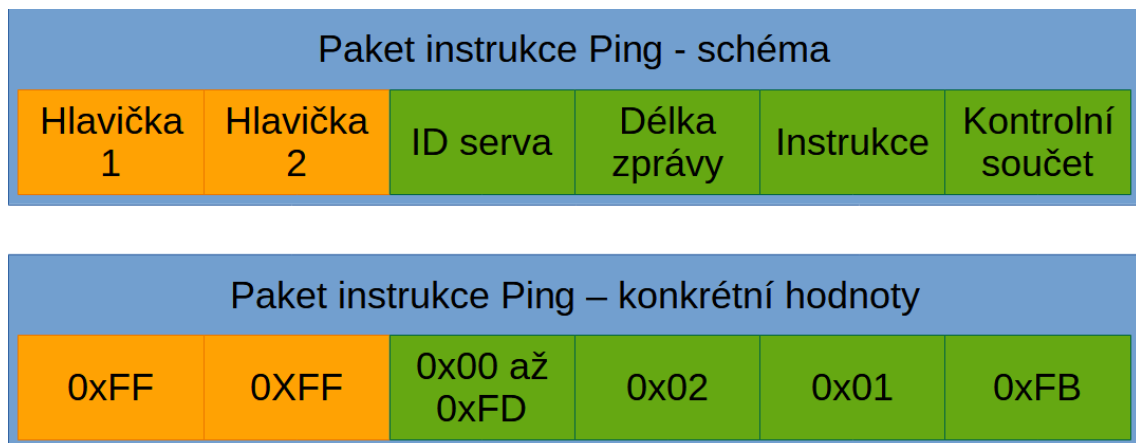 Paket instrukce Ping - schéma
Hlavička
1
Hlavička
2
ID serva
Délka
zprávy
Instrukce
Kontrolní
součet
Paket instrukce Ping – konkrétní hodnoty
0xFF
0XFF
0x00 až
0xFD
0x02
0x01
0xFB